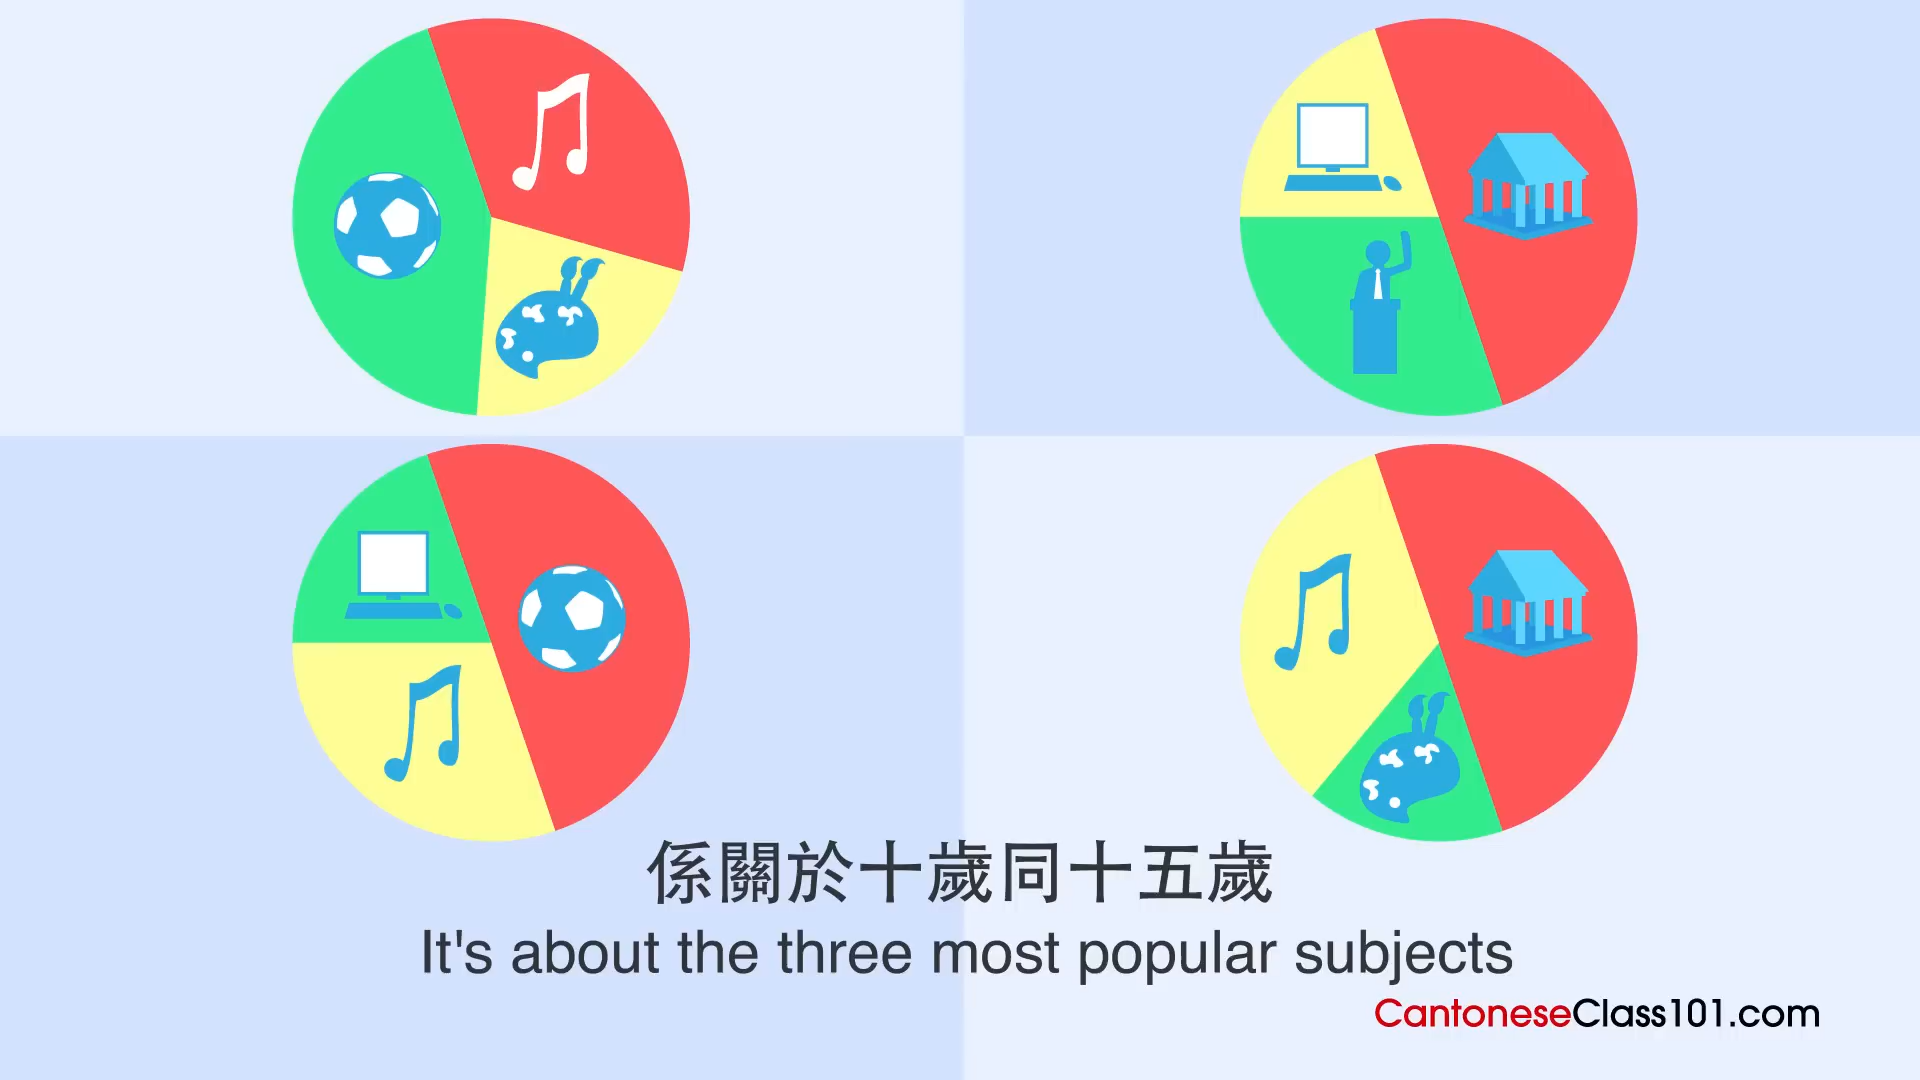 係關於十歲同十五歲
It's about the three most popular subjects
CantoneseClass101.com